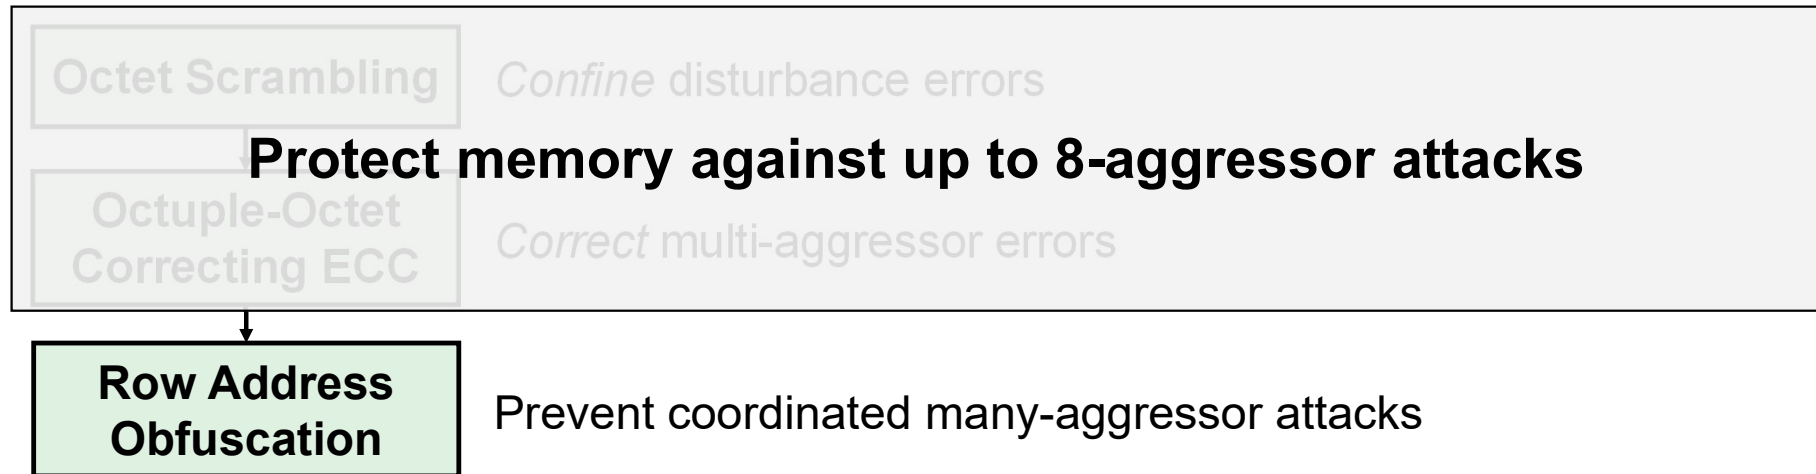 Octet Scrambling
Confine disturbance errors
Protect memory against up to 8-aggressor attacks
Octuple-Octet
Correcting ECC
Correct multi-aggressor errors
Row Address
Obfuscation
Prevent coordinated many-aggressor attacks